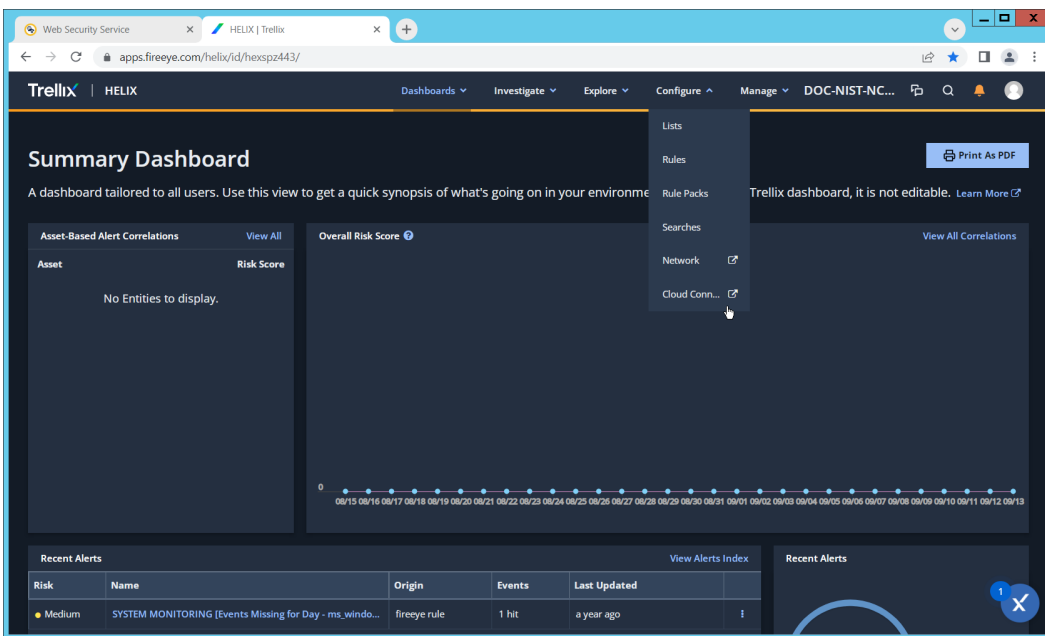 Web Security Service
HELIX | Trellix
apps.fireeye.com/helix/id/hexspz443/
Trellix | HELIX
Dashboards
Investigate
Explore
Configure
Manage
DOC-NIST-NC...
Lists
Rules
Rule Packs
Searches
Network
Cloud Conn...
Summary Dashboard
Print As PDF
A dashboard tailored to all users. Use this view to get a quick synopsis of what's going on in your environme
Trellix dashboard, it is not editable. Learn More
Asset-Based Alert Correlations
View All
Asset
Risk Score
No Entities to display.
Overall Risk Score
View All Correlations
0
08/15 08/16 08/17 08/18 08/19 08/20 08/21 08/22 08/23 08/24 08/25 08/26 08/27 08/28 08/29 08/30 08/31 09/01 09/02 09/03 09/04 09/05 09/06 09/07 09/08 09/09 09/10 09/11 09/12 09/13
Recent Alerts
View Alerts Index
Risk Name Origin Events Last Updated
Medium SYSTEM MONITORING [Events Missing for Day - ms_windo... fireeye rule 1 hit a year ago
Recent Alerts
1